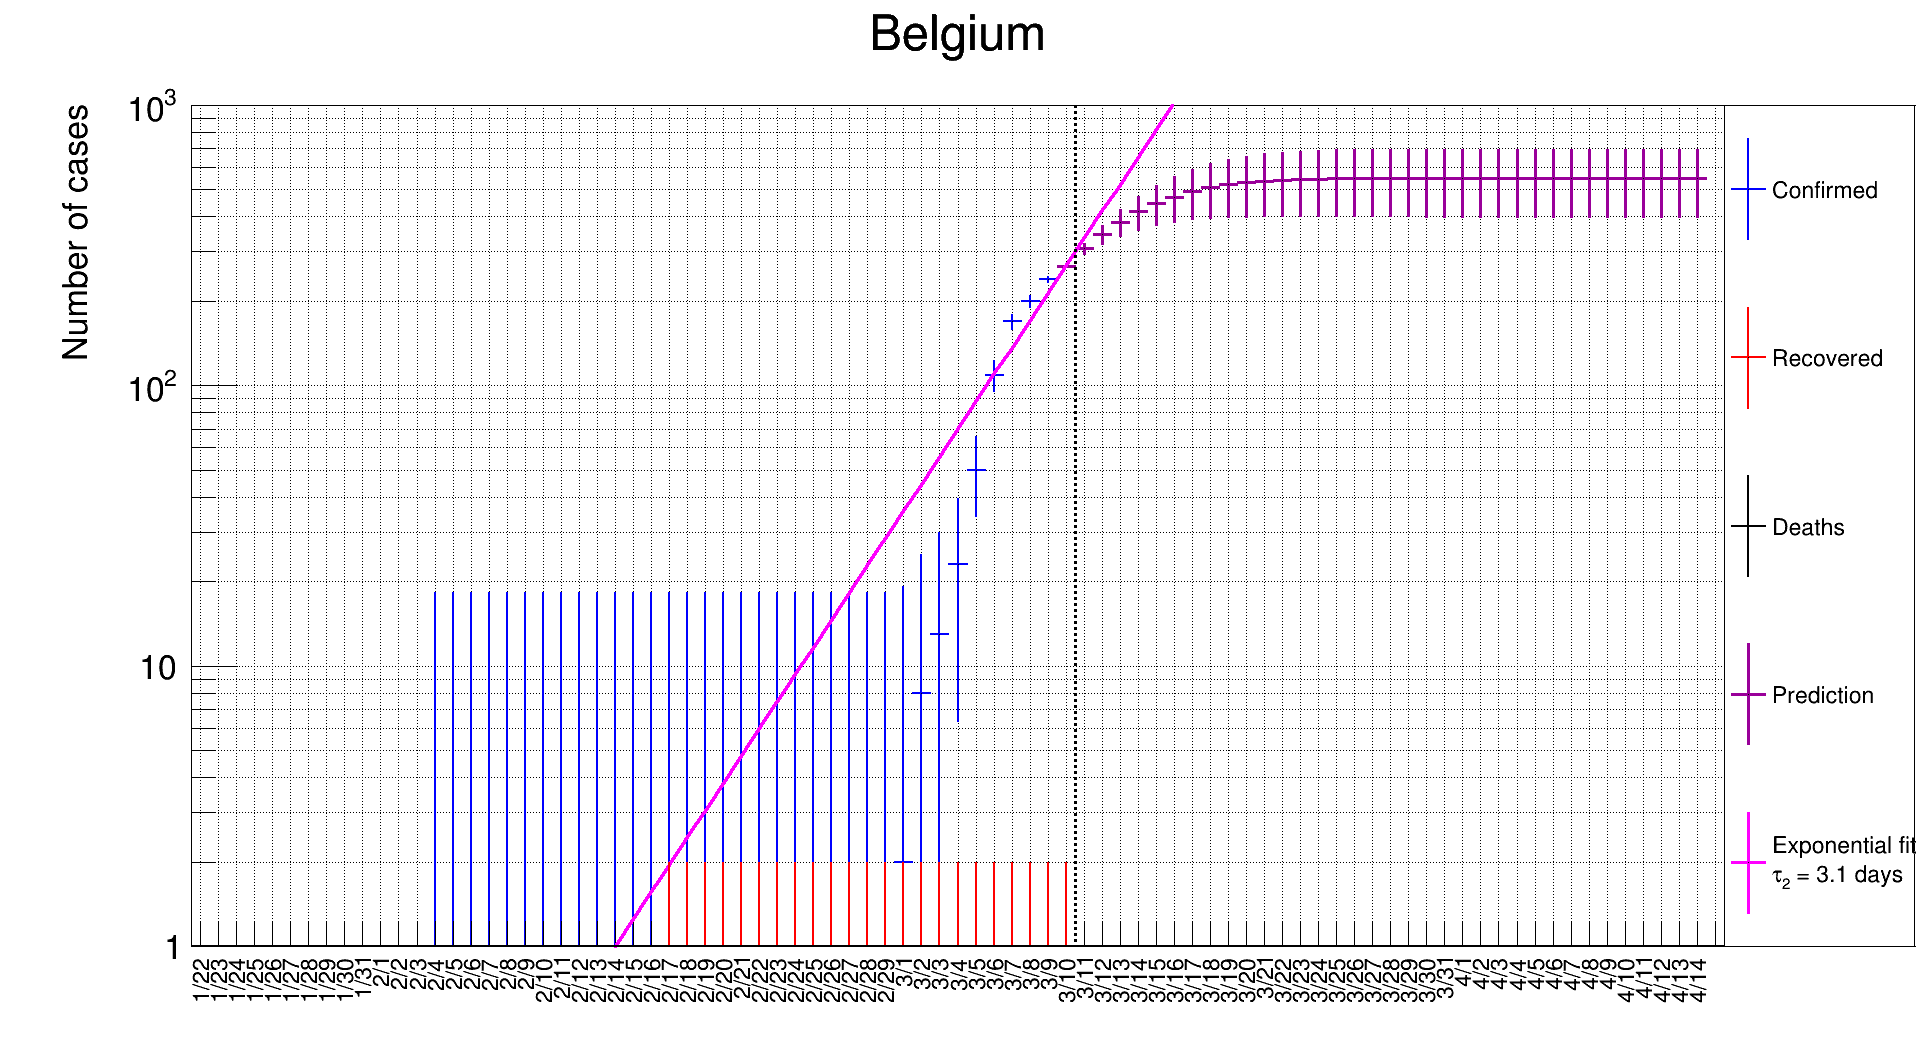 Belgium
Number of cases
10³
10²
10
1
1/22 1/23 1/24 1/25 1/26 1/27 1/28 1/29 1/30 1/31 2/1 2/2 2/3 2/4 2/5 2/6 2/7 2/8 2/9 2/10 2/11 2/12 2/13 2/14 2/15 2/16 2/17 2/18 2/19 2/20 2/21 2/22 2/23 2/24 2/25 2/26 2/27 2/28 2/29 3/1 3/2 3/3 3/4 3/5 3/6 3/7 3/8 3/9 3/10 3/11 3/12 3/13 3/14 3/15 3/16 3/17 3/18 3/19 3/20 3/21 3/22 3/23 3/24 3/25 3/26 3/27 3/28 3/29 3/30 3/31 4/1 4/2 4/3 4/4 4/5 4/6 4/7 4/8 4/9 4/10 4/11 4/12 4/13 4/14
Confirmed
Recovered
Deaths
Prediction
Exponential fit
τ₂ = 3.1 days